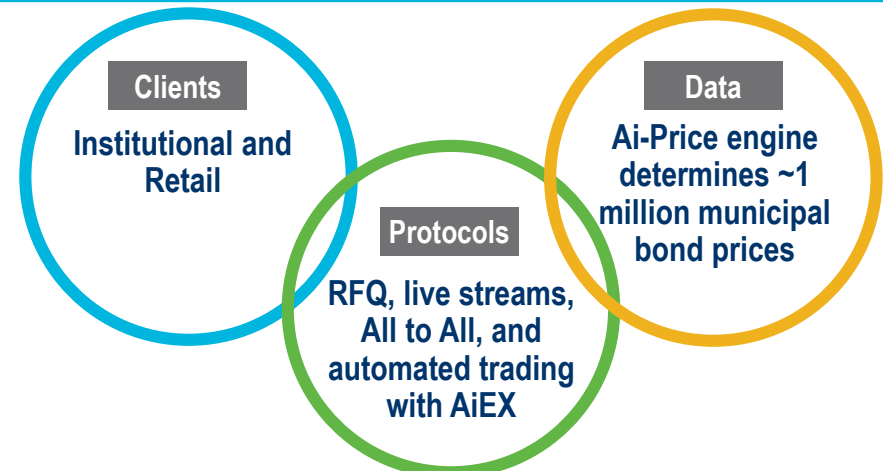 Clients
Institutional and
Retail
Protocols
RFQ, live streams,
All to All, and
automated trading
with AiEX
Data
Ai-Price engine
determines ~1
million municipal
bond prices